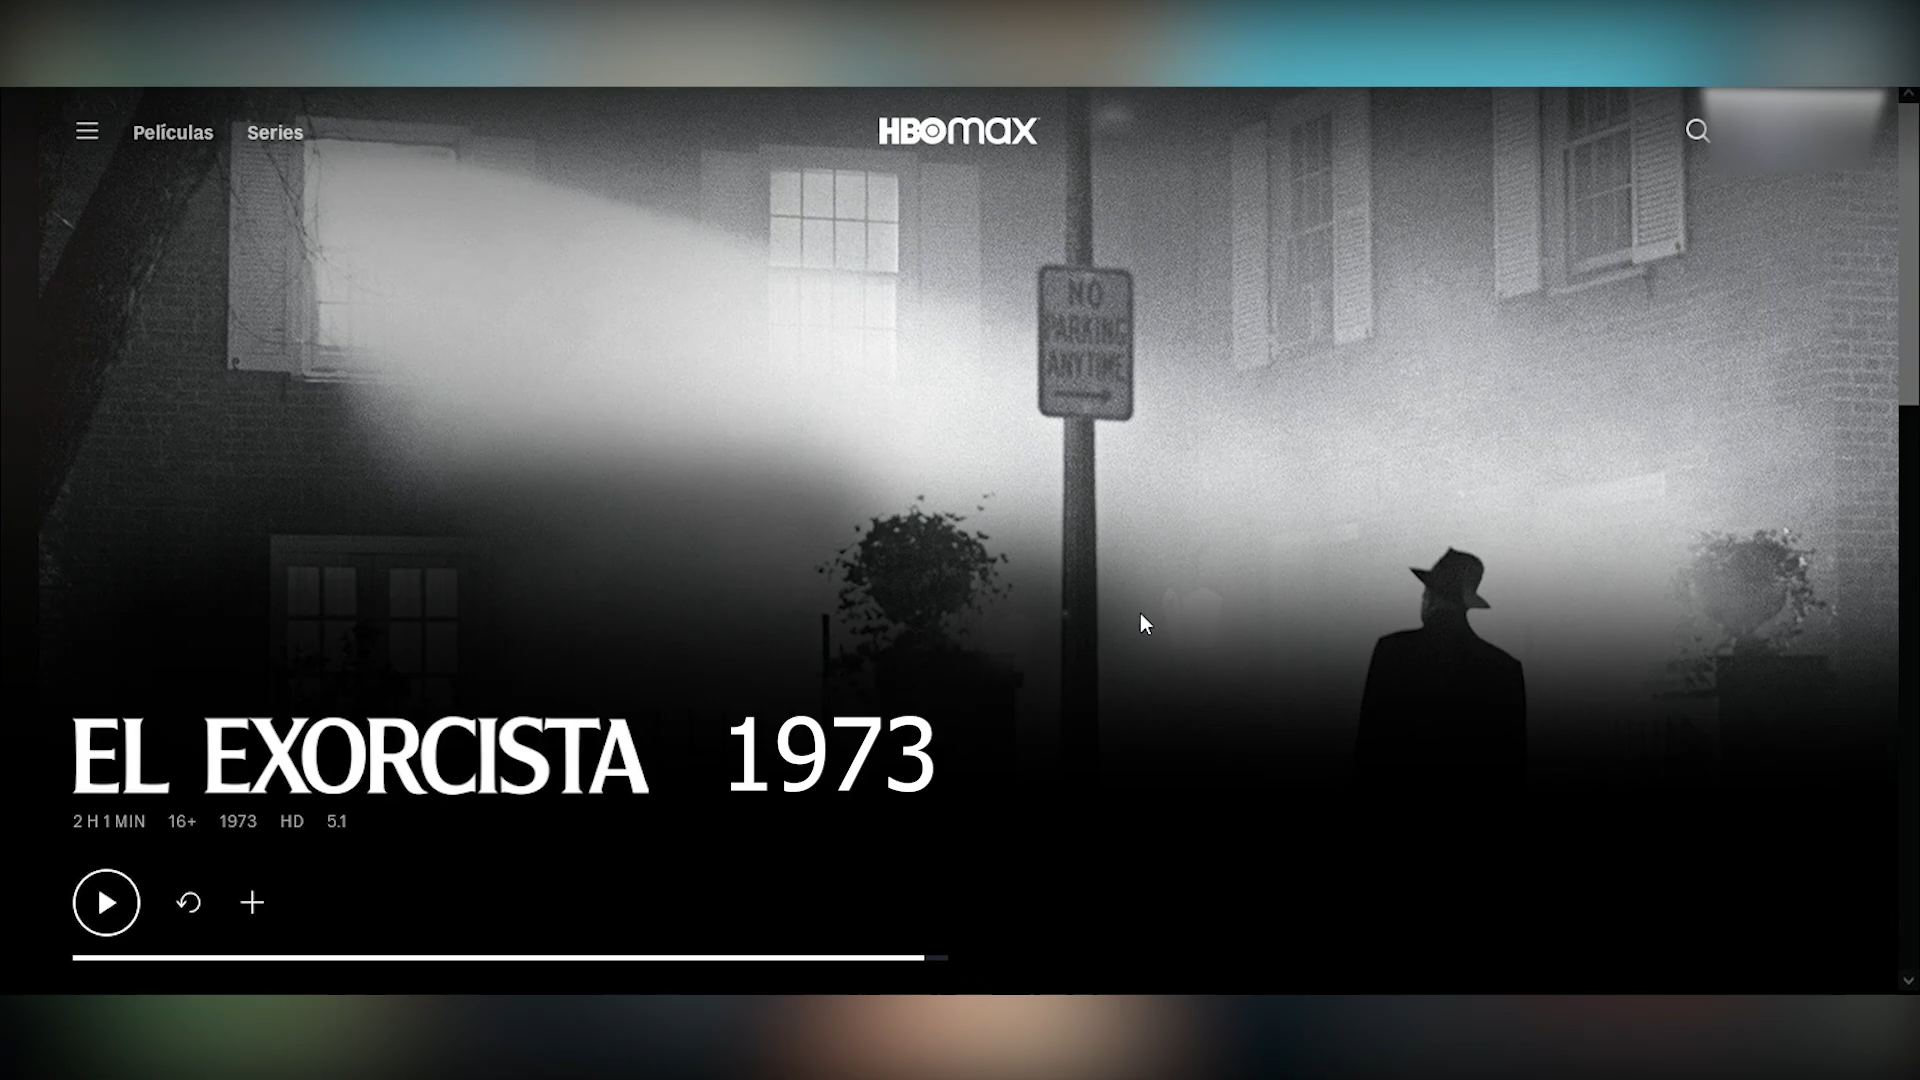 Películas Series
HBOmax
NO
PARKING
ANYTIME
EL EXORCISTA 1973
2 H 1 MIN 16+ 1973 HD 5.1